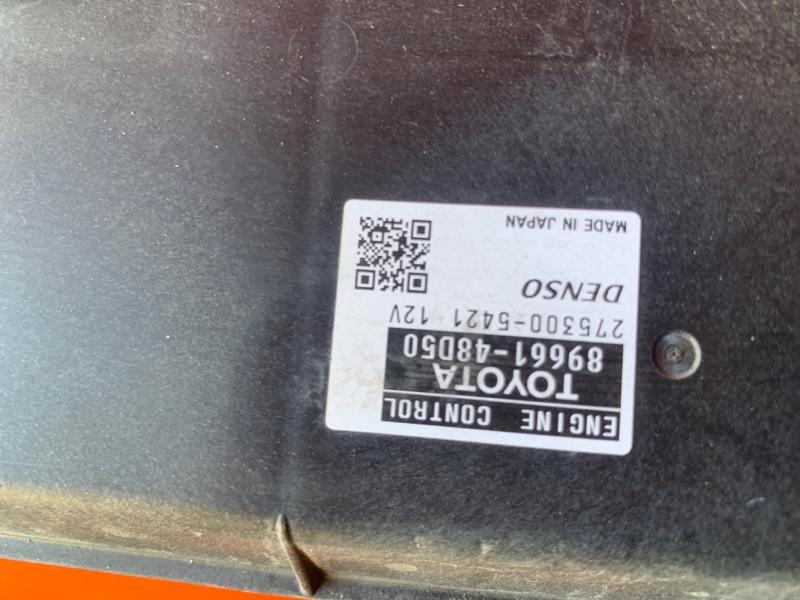 ENGINE CONTROL
TOYOTA
89661-48D50
275300-5421 12V
DENSO
MADE IN JAPAN